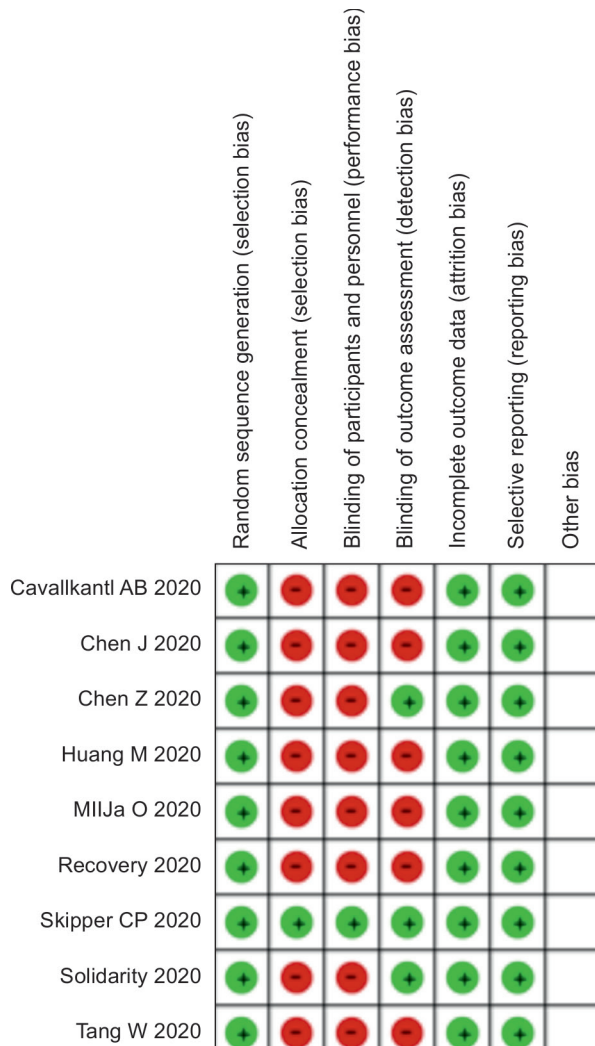 Random sequence generation (selection bias)
Allocation concealment (selection bias)
Blinding of participants and personnel (performance bias)
Blinding of outcome assessment (detection bias)
Incomplete outcome data (attrition bias)
Selective reporting (reporting bias)
Other bias
Cavallkantl AB 2020 + - - - + +
Chen J 2020 + - - - + +
Chen Z 2020 + - - + + +
Huang M 2020 + - - - + +
MIIJa O 2020 + - - - + +
Recovery 2020 + - - - + +
Skipper CP 2020 + + + + + +
Solidarity 2020 + - - + + +
Tang W 2020 + - - - + +